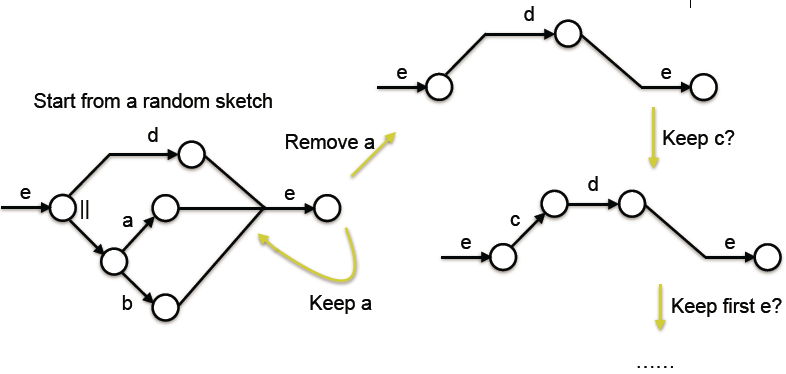 Start from a random sketch
e
||
d
a
b
e
Keep a
Remove a
e
d
e
Keep c?
e
c
d
e
Keep first e?
……